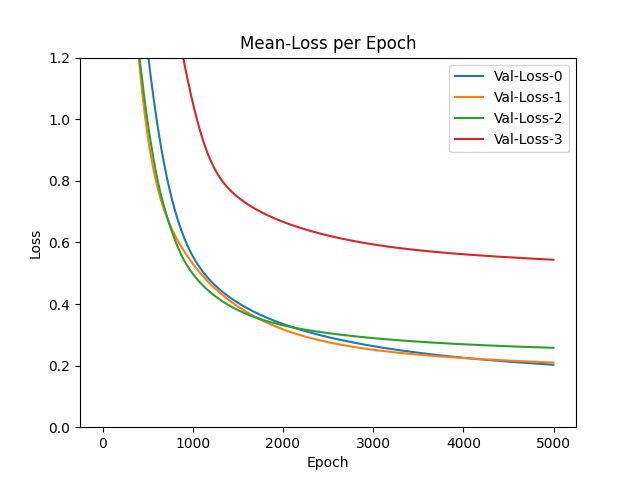 Mean-Loss per Epoch
Loss
1.2
1.0
0.8
0.6
0.4
0.2
0.0
Val-Loss-0
Val-Loss-1
Val-Loss-2
Val-Loss-3
0 1000 2000 3000 4000 5000
Epoch